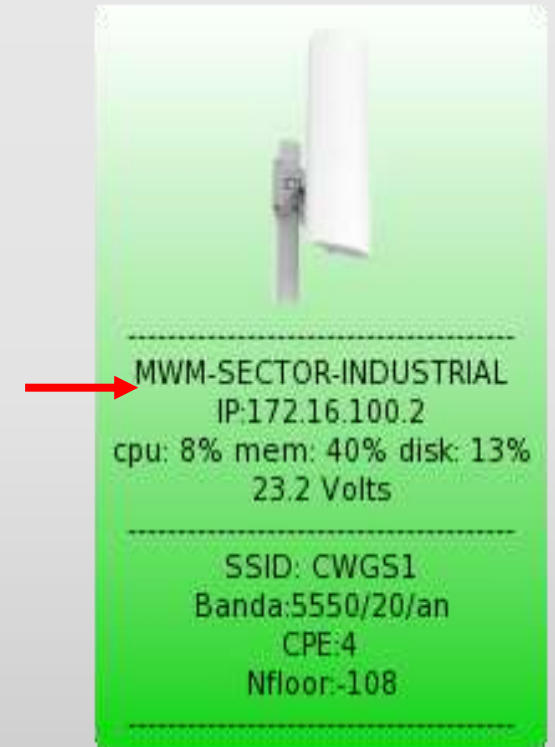 MWM-SECTOR-INDUSTRIAL
IP:172.16.100.2
cpu: 8% mem: 40% disk: 13%
23.2 Volts
SSID: CWGS1
Banda:5550/20/an
CPE:4
Nfloor:-108